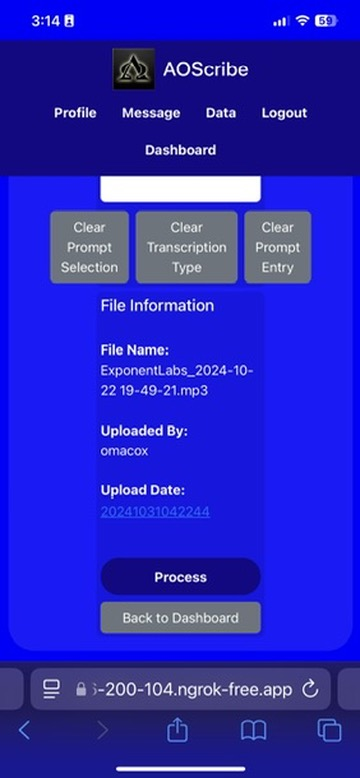 3:14
59
AOScribe
Profile Message Data Logout
Dashboard
Clear
Prompt
Selection
Clear
Transcription
Type
Clear
Prompt
Entry
File Information
File Name:
ExponentLabs_2024-10-
22 19-49-21.mp3
Uploaded By:
omacox
Upload Date:
20241031042244
Process
Back to Dashboard
-200-104.ngrok-free.app